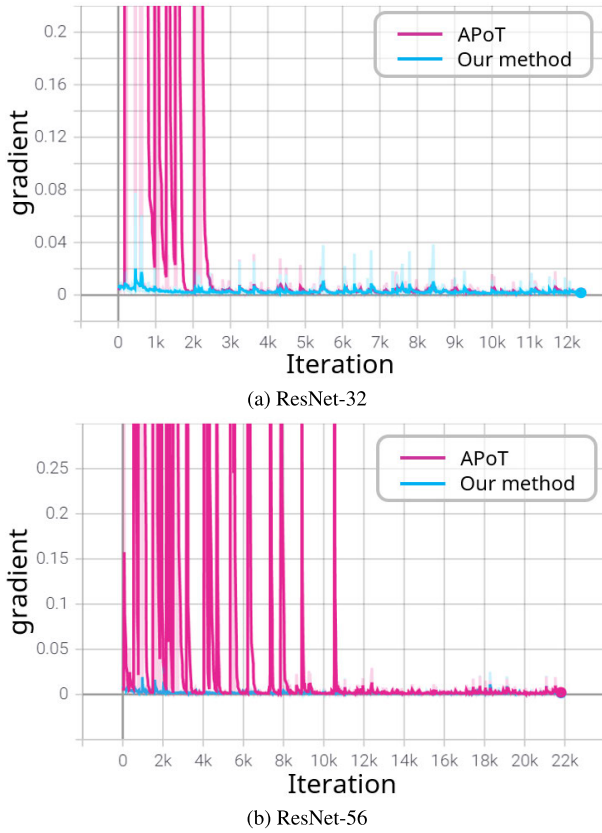 0.2
0.16
0.12
0.08
0.04
0
gradient
APoT
Our method
0 1k 2k 3k 4k 5k 6k 7k 8k 9k 10k 11k 12k
Iteration
(a) ResNet-32
0.25
0.2
0.15
0.1
0.05
0
gradient
APoT
Our method
0 2k 4k 6k 8k 10k 12k 14k 16k 18k 20k 22k
Iteration
(b) ResNet-56